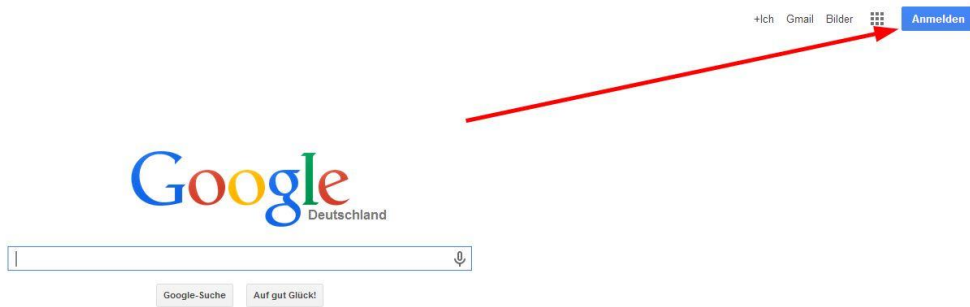 +Ich Gmail Bilder Anmelden
Google
Deutschland
Google-Suche Auf gut Glück!